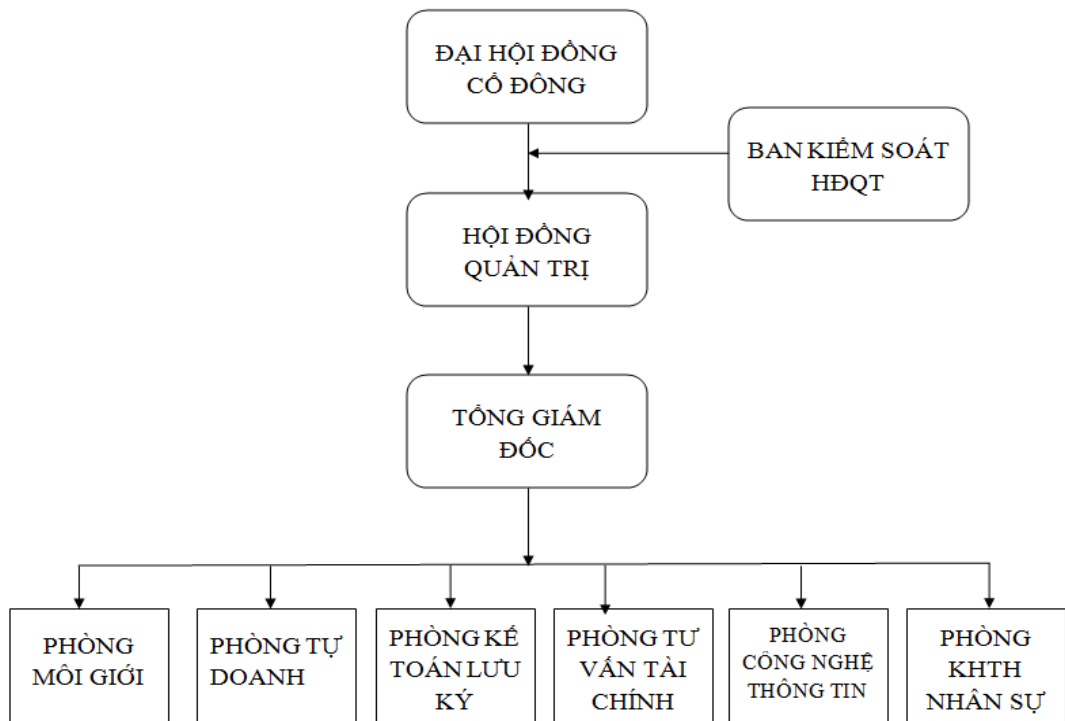 ĐẠI HỘI ĐỒNG
CỔ ĐÔNG
BAN KIỂM SOÁT
HĐQT
HỘI ĐỒNG
QUẢN TRỊ
TỔNG GIÁM
ĐỐC
PHÒNG
MÔI GIỚI
PHÒNG TỰ
DOANH
PHÒNG KẾ
TOÁN LƯU
KÝ
PHÒNG TƯ
VẤN TÀI
CHÍNH
PHÒNG
CÔNG NGHỆ
THÔNG TIN
PHÒNG
KHTH
NHÂN SỰ